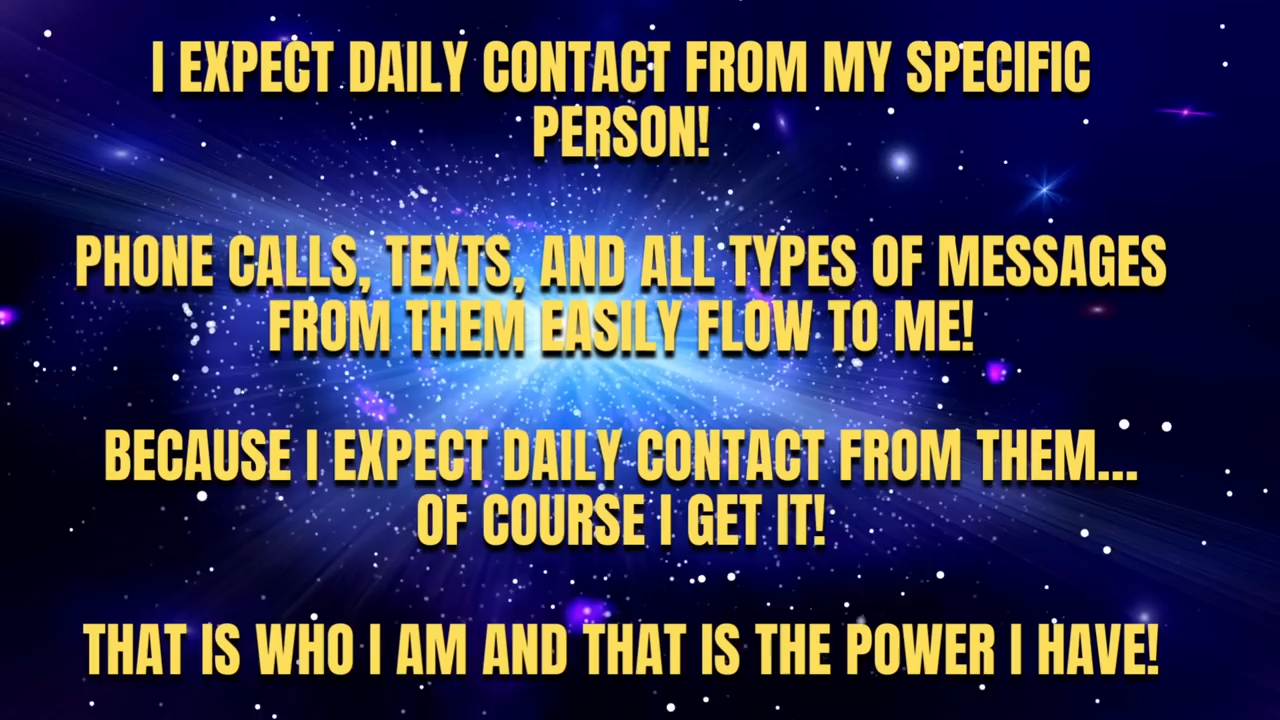 I EXPECT DAILY CONTACT FROM MY SPECIFIC
PERSON!
PHONE CALLS, TEXTS, AND ALL TYPES OF MESSAGES
FROM THEM EASILY FLOW TO ME!
BECAUSE I EXPECT DAILY CONTACT FROM THEM...
OF COURSE I GET IT!
THAT IS WHO I AM AND THAT IS THE POWER I HAVE!